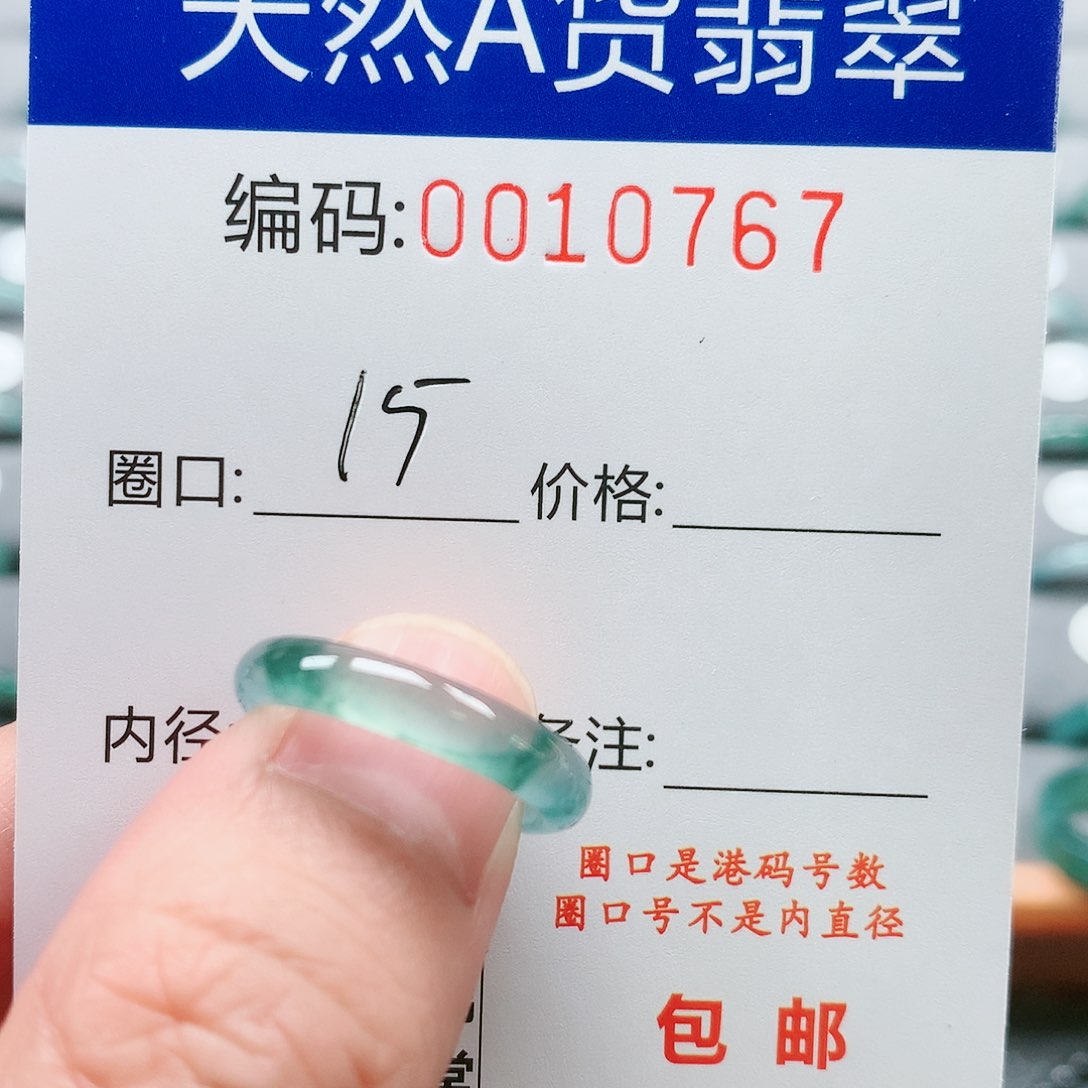 天然A货翡翠
编码:0010767
圈口: 15 价格:
内径 注:
圈口是港码号数
圈口号不是内直径
包邮